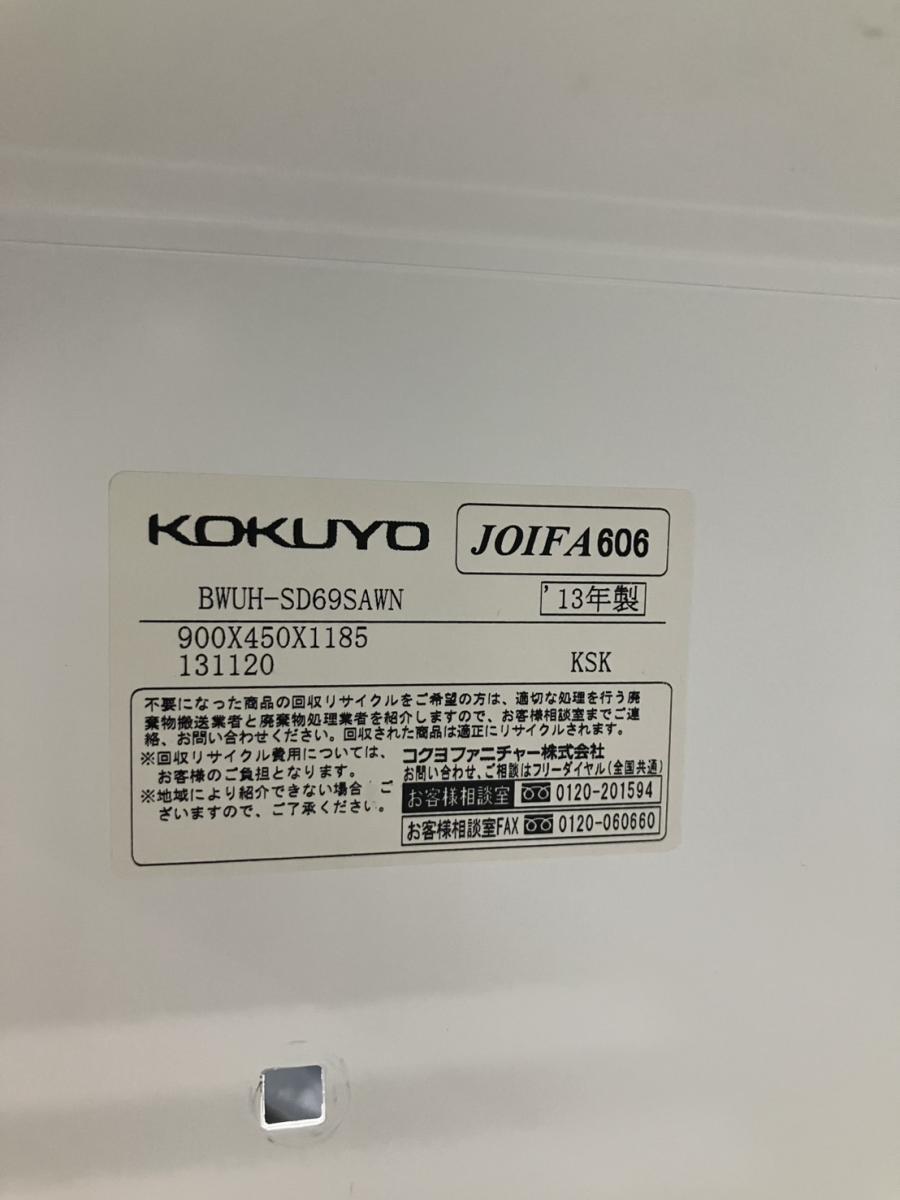 KOKUYO JOIFA606
BWUH-SD69SAWN '13年製
900X450X1185
131120 KSK
不要になった商品の回収リサイクルをご希望の方は、適切な処理を行う廃
棄物搬送業者と廃棄物処理業者を紹介しますので、お客様相談室までご連
絡、お問い合わせください。回収された商品は適正にリサイクルされます。
※回収リサイクル費用については、
お客様のご負担となります。
※地域により紹介できない場合 ご
ざいますので、ご了承ください。
コクヨファニチャー株式会社
お問い合わせ、ご相談はフリーダイヤル(全国共通)
お客様相談室 0120-201594
お客様相談室FAX 0120-060660